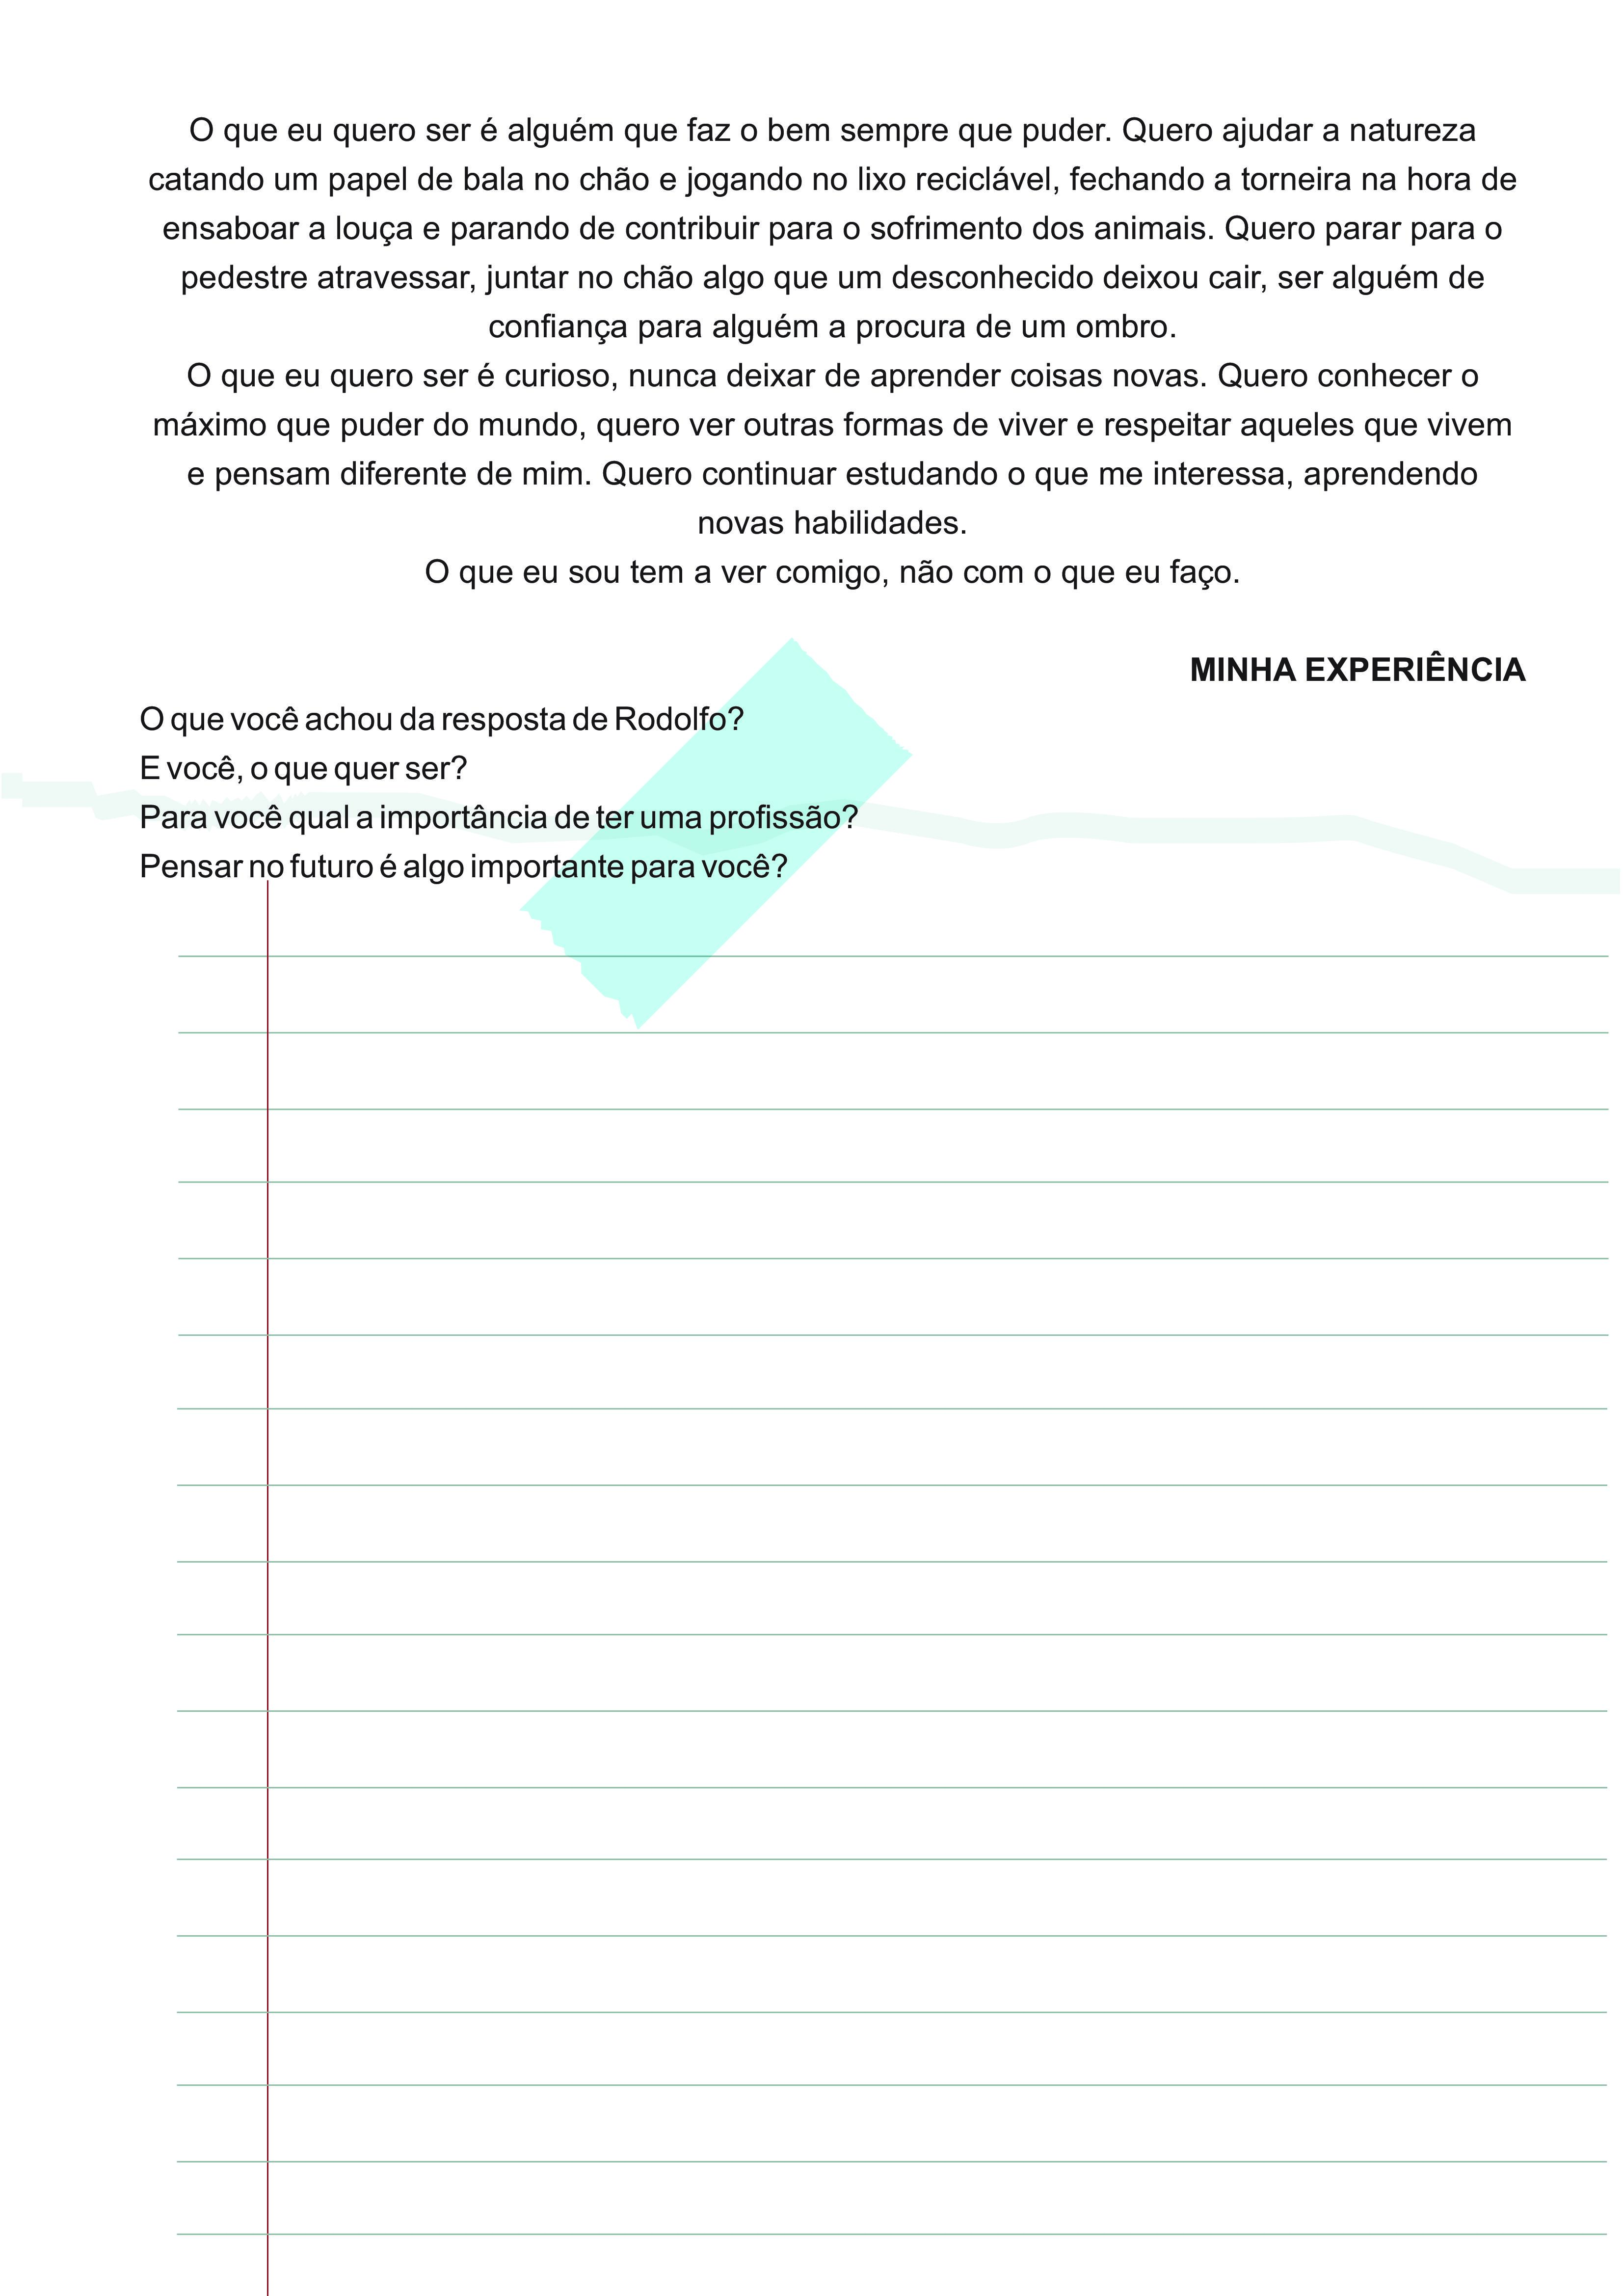 O que eu quero ser é alguém que faz o bem sempre que puder. Quero ajudar a natureza
catando um papel de bala no chão e jogando no lixo reciclável, fechando a torneira na hora de
ensaboar a louça e parando de contribuir para o sofrimento dos animais. Quero parar para o
pedestre atravessar, juntar no chão algo que um desconhecido deixou cair, ser alguém de
confiança para alguém a procura de um ombro.
O que eu quero ser é curioso, nunca deixar de aprender coisas novas. Quero conhecer o
máximo que puder do mundo, quero ver outras formas de viver e respeitar aqueles que vivem
e pensam diferente de mim. Quero continuar estudando o que me interessa, aprendendo
novas habilidades.
O que eu sou tem a ver comigo, não com o que eu faço.
MINHA EXPERIÊNCIA
O que você achou da resposta de Rodolfo?
E você, o que quer ser?
Para você qual a importância de ter uma profissão?
Pensar no futuro é algo importante para você?